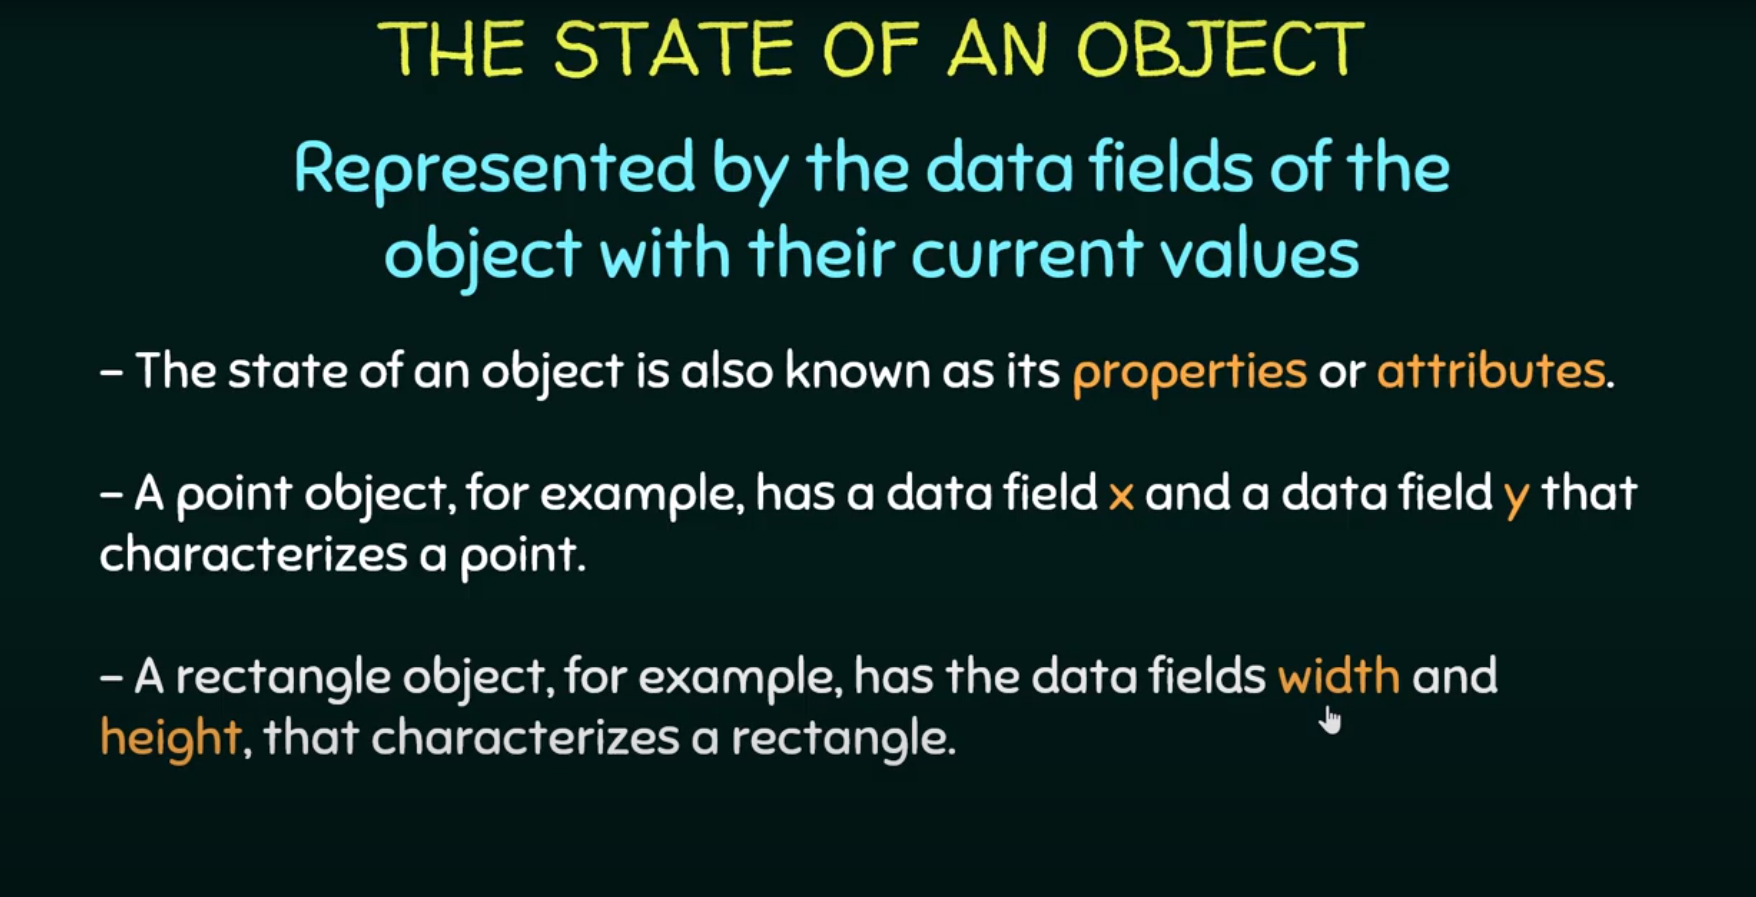 THE STATE OF AN OBJECT
Represented by the data fields of the
object with their current values
– The state of an object is also known as its properties or attributes.
– A point object, for example, has a data field x and a data field y that
characterizes a point.
– A rectangle object, for example, has the data fields width and
height, that characterizes a rectangle.